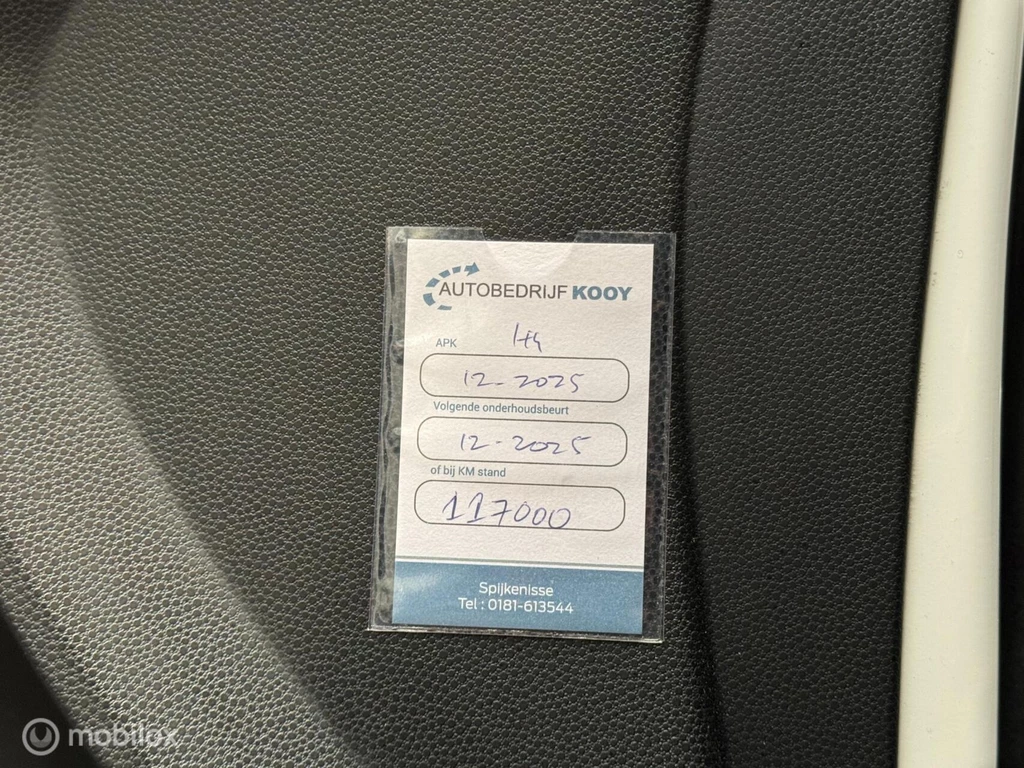 AUTOBEDRIJF KOOY
APK
12-2025
Volgende onderhoudsbeurt
12-2025
of bij KM stand
117000
Spijkenisse
Tel : 0181-613544
mobilox